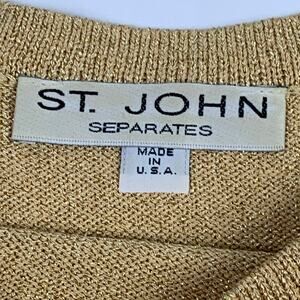 ST. JOHN
SEPARATES
MADE
IN
U.S.A.